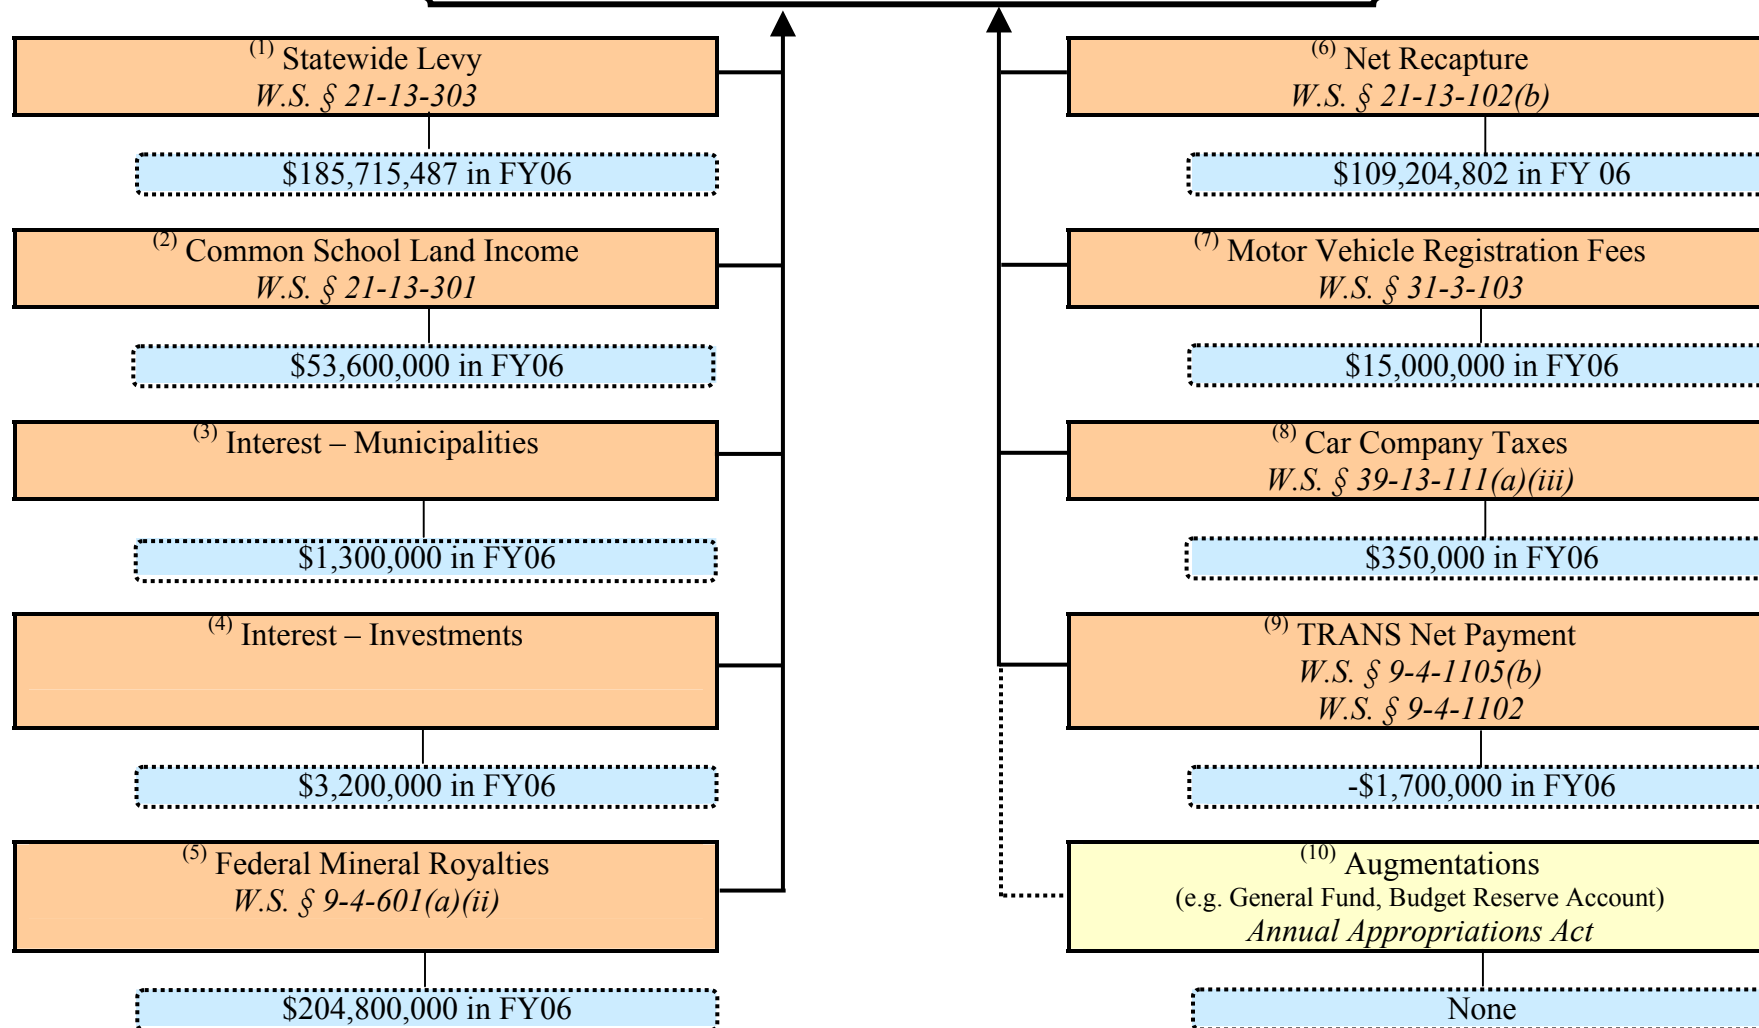 (1) Statewide Levy
W.S. § 21-13-303
$185,715,487 in FY06
(2) Common School Land Income
W.S. § 21-13-301
$53,600,000 in FY06
(3) Interest – Municipalities
$1,300,000 in FY06
(4) Interest – Investments
$3,200,000 in FY06
(5) Federal Mineral Royalties
W.S. § 9-4-601(a)(ii)
$204,800,000 in FY06
(6) Net Recapture
W.S. § 21-13-102(b)
$109,204,802 in FY 06
(7) Motor Vehicle Registration Fees
W.S. § 31-3-103
$15,000,000 in FY06
(8) Car Company Taxes
W.S. § 39-13-111(a)(iii)
$350,000 in FY06
(9) TRANS Net Payment
W.S. § 9-4-1105(b)
W.S. § 9-4-1102
-$1,700,000 in FY06
(10) Augmentations
(e.g. General Fund, Budget Reserve Account)
Annual Appropriations Act
None